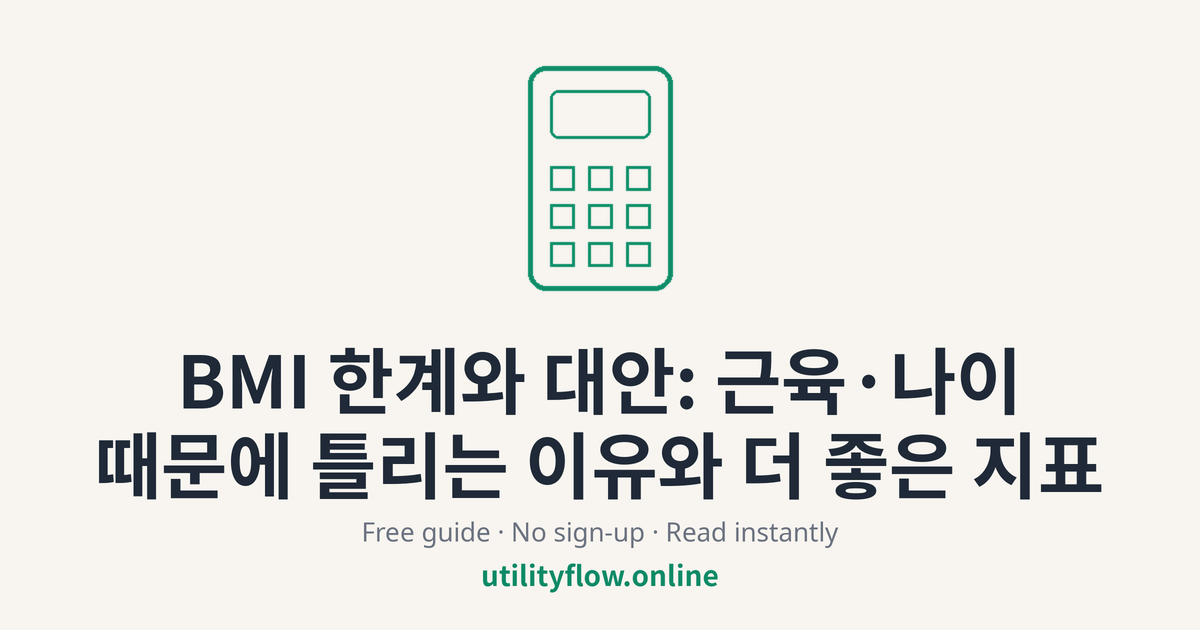 BMI 한계와 대안: 근육·나이
때문에 틀리는 이유와 더 좋은 지표
Free guide · No sign-up · Read instantly
utilityflow.online